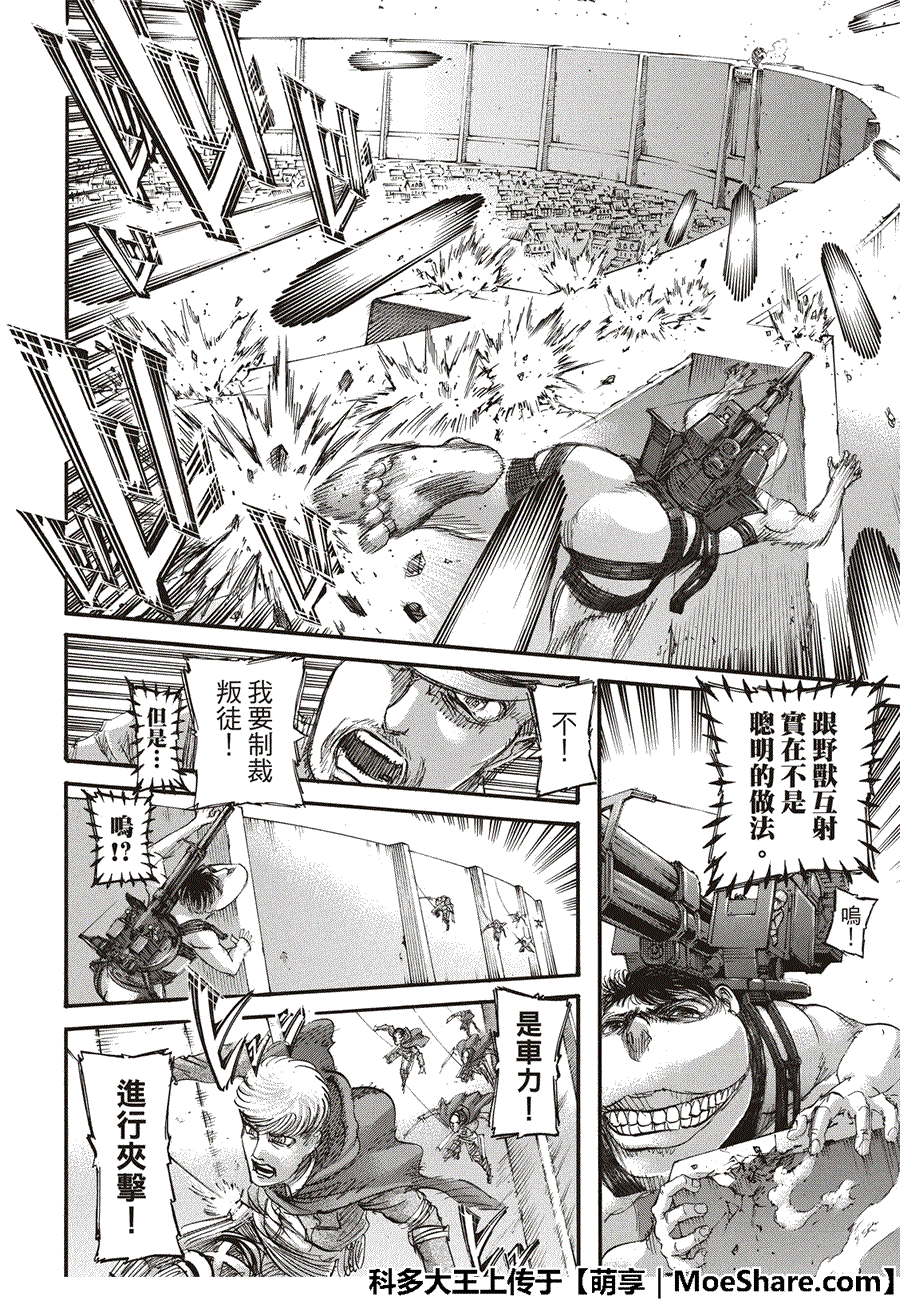 跟野獸互射
實在不是
聰明的做法。
嗚！
不！
我要制裁
叛徒！
但是…
嗚!?
是車力！
進行夾擊！
科多大王上传于【萌享｜MoeShare.com】